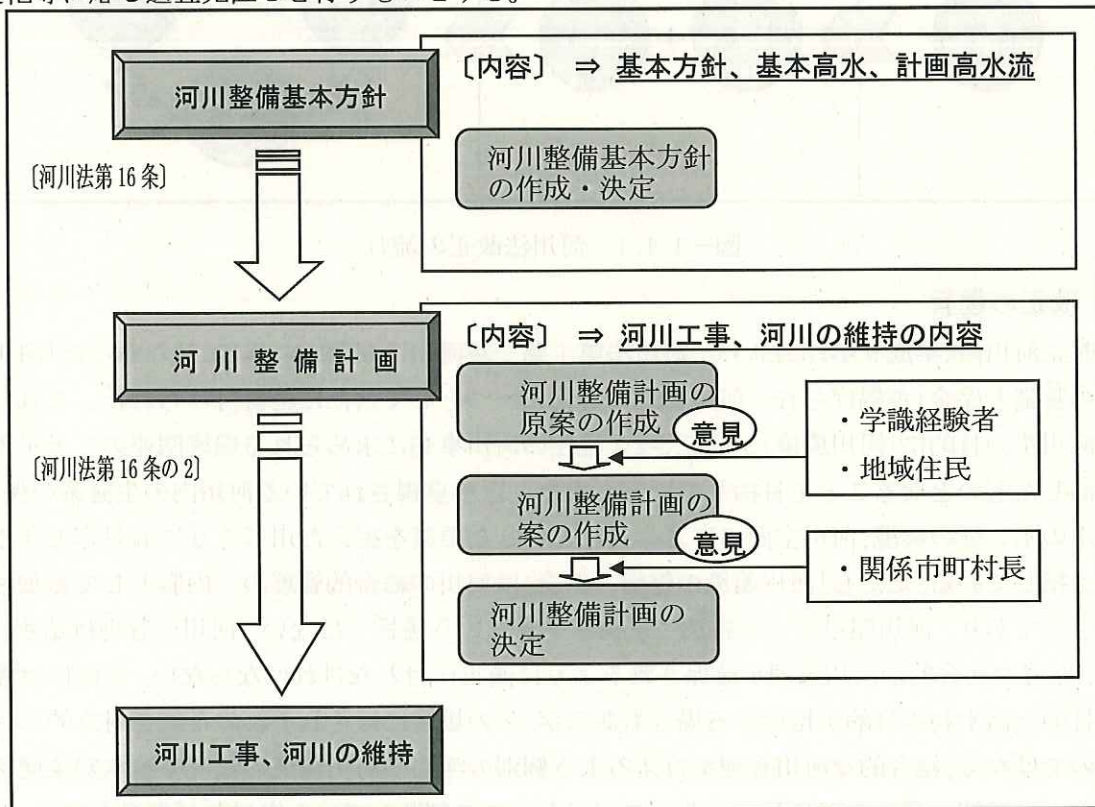 河川整備基本方針
〔内容〕 ⇒ 基本方針、基本高水、計画高水流
河川整備基本方針
の作成・決定
〔河川法第16条〕
河川整備計画
〔内容〕 ⇒ 河川工事、河川の維持の内容
河川整備計画の
原案の作成
意見
・学識経験者
・地域住民
〔河川法第16条の2〕
河川整備計画の
案の作成
意見
・関係市町村長
河川整備計画の
決定
河川工事、河川の維持